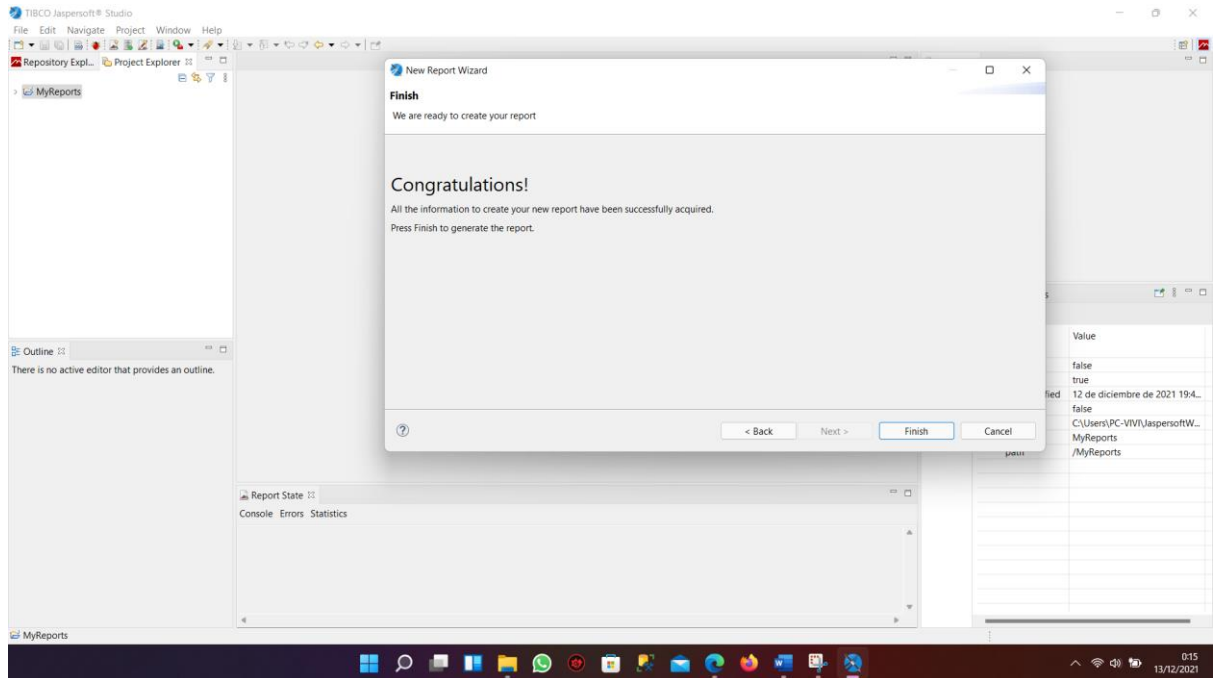 TIBCO Jaspersoft® Studio
File Edit Navigate Project Window Help
Repository Expl... Project Explorer
MyReports
New Report Wizard
Finish
We are ready to create your report
Congratulations!
All the information to create your new report have been successfully acquired.
Press Finish to generate the report.
< Back Next > Finish Cancel
Outline
There is no active editor that provides an outline.
Value
false
true
fied 12 de diciembre de 2021 19:4...
false
C:\Users\PC-VIVI\JaspersoftW...
MyReports
path /MyReports
Report State
Console Errors Statistics
MyReports
0:15
13/12/2021